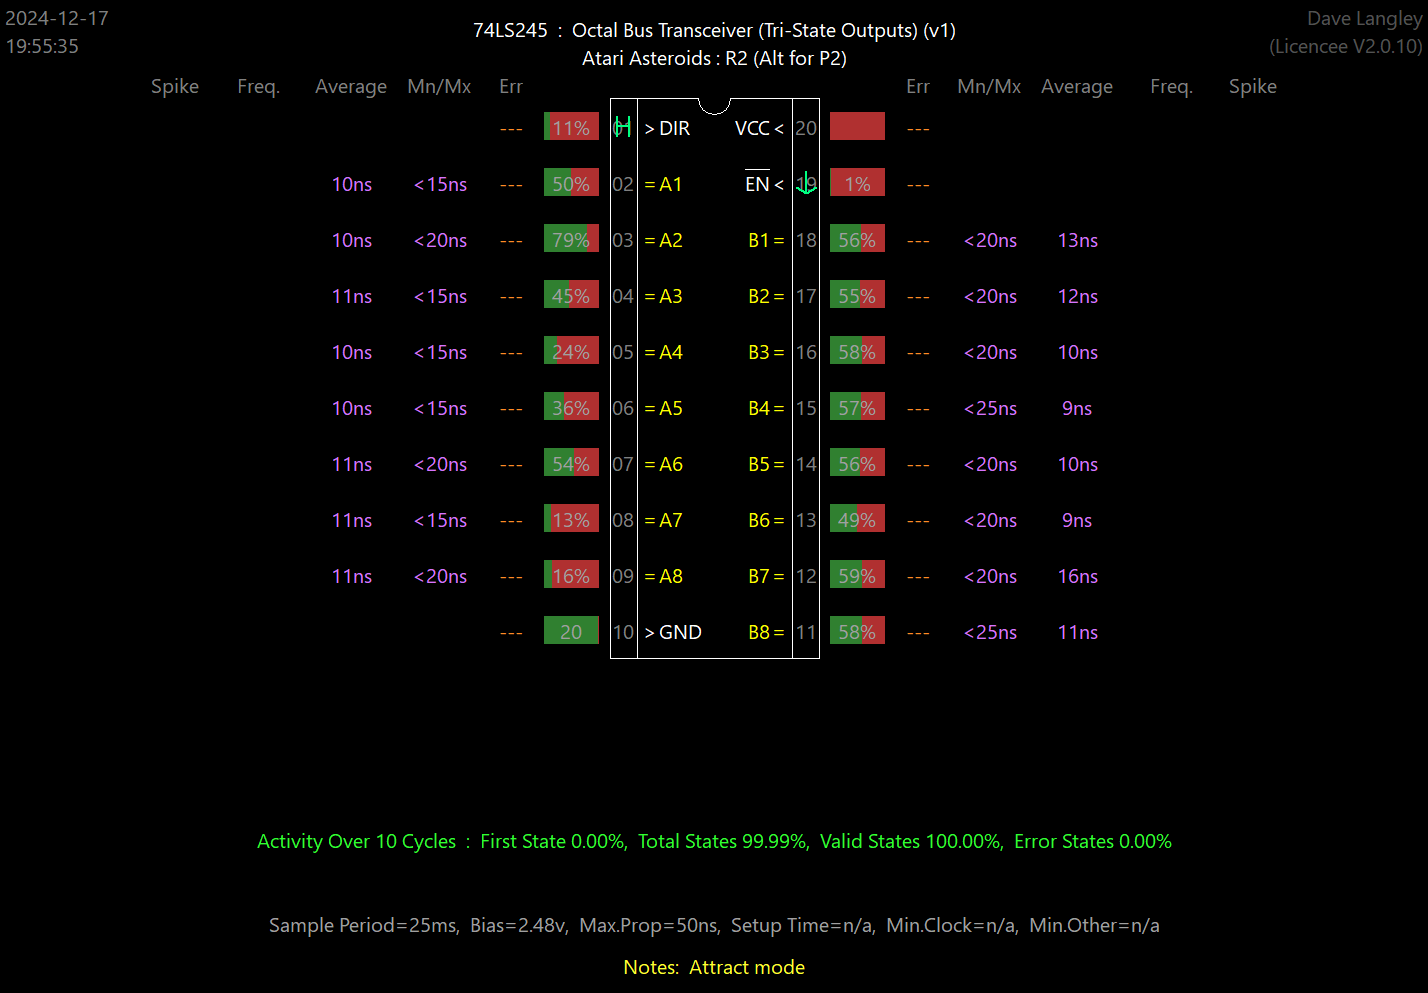 2024-12-17
19:55:35
74LS245 : Octal Bus Transceiver (Tri-State Outputs) (v1)
Atari Asteroids : R2 (Alt for P2)
Dave Langley
(Licencee V2.0.10)
Spike Freq. Average Mn/Mx Err Err Mn/Mx Average Freq. Spike
--- 11% 01 > DIR VCC < 20 ---
10ns <15ns --- 50% 02 = A1 EN < 19 1% ---
10ns <20ns --- 79% 03 = A2 B1 = 18 56% --- <20ns 13ns
11ns <15ns --- 45% 04 = A3 B2 = 17 55% --- <20ns 12ns
10ns <15ns --- 24% 05 = A4 B3 = 16 58% --- <20ns 10ns
10ns <15ns --- 36% 06 = A5 B4 = 15 57% --- <25ns 9ns
11ns <20ns --- 54% 07 = A6 B5 = 14 56% --- <20ns 10ns
11ns <15ns --- 13% 08 = A7 B6 = 13 49% --- <20ns 9ns
11ns <20ns --- 16% 09 = A8 B7 = 12 59% --- <20ns 16ns
--- 20 10 > GND B8 = 11 58% --- <25ns 11ns
Activity Over 10 Cycles : First State 0.00%, Total States 99.99%, Valid States 100.00%, Error States 0.00%
Sample Period=25ms, Bias=2.48v, Max.Prop=50ns, Setup Time=n/a, Min.Clock=n/a, Min.Other=n/a
Notes: Attract mode